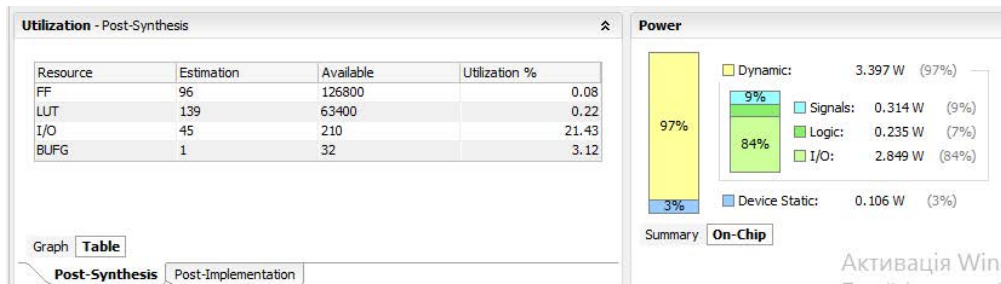 Utilization - Post-Synthesis
Resource Estimation Available Utilization %
FF 96 126800 0.08
LUT 139 63400 0.22
I/O 45 210 21.43
BUFG 1 32 3.12
Graph Table
Post-Synthesis Post-Implementation
Power
97%
3%
9%
84%
Dynamic: 3.397 W (97%)
Signals: 0.314 W (9%)
Logic: 0.235 W (7%)
I/O: 2.849 W (84%)
Device Static: 0.106 W (3%)
Summary On-Chip
Активація Win